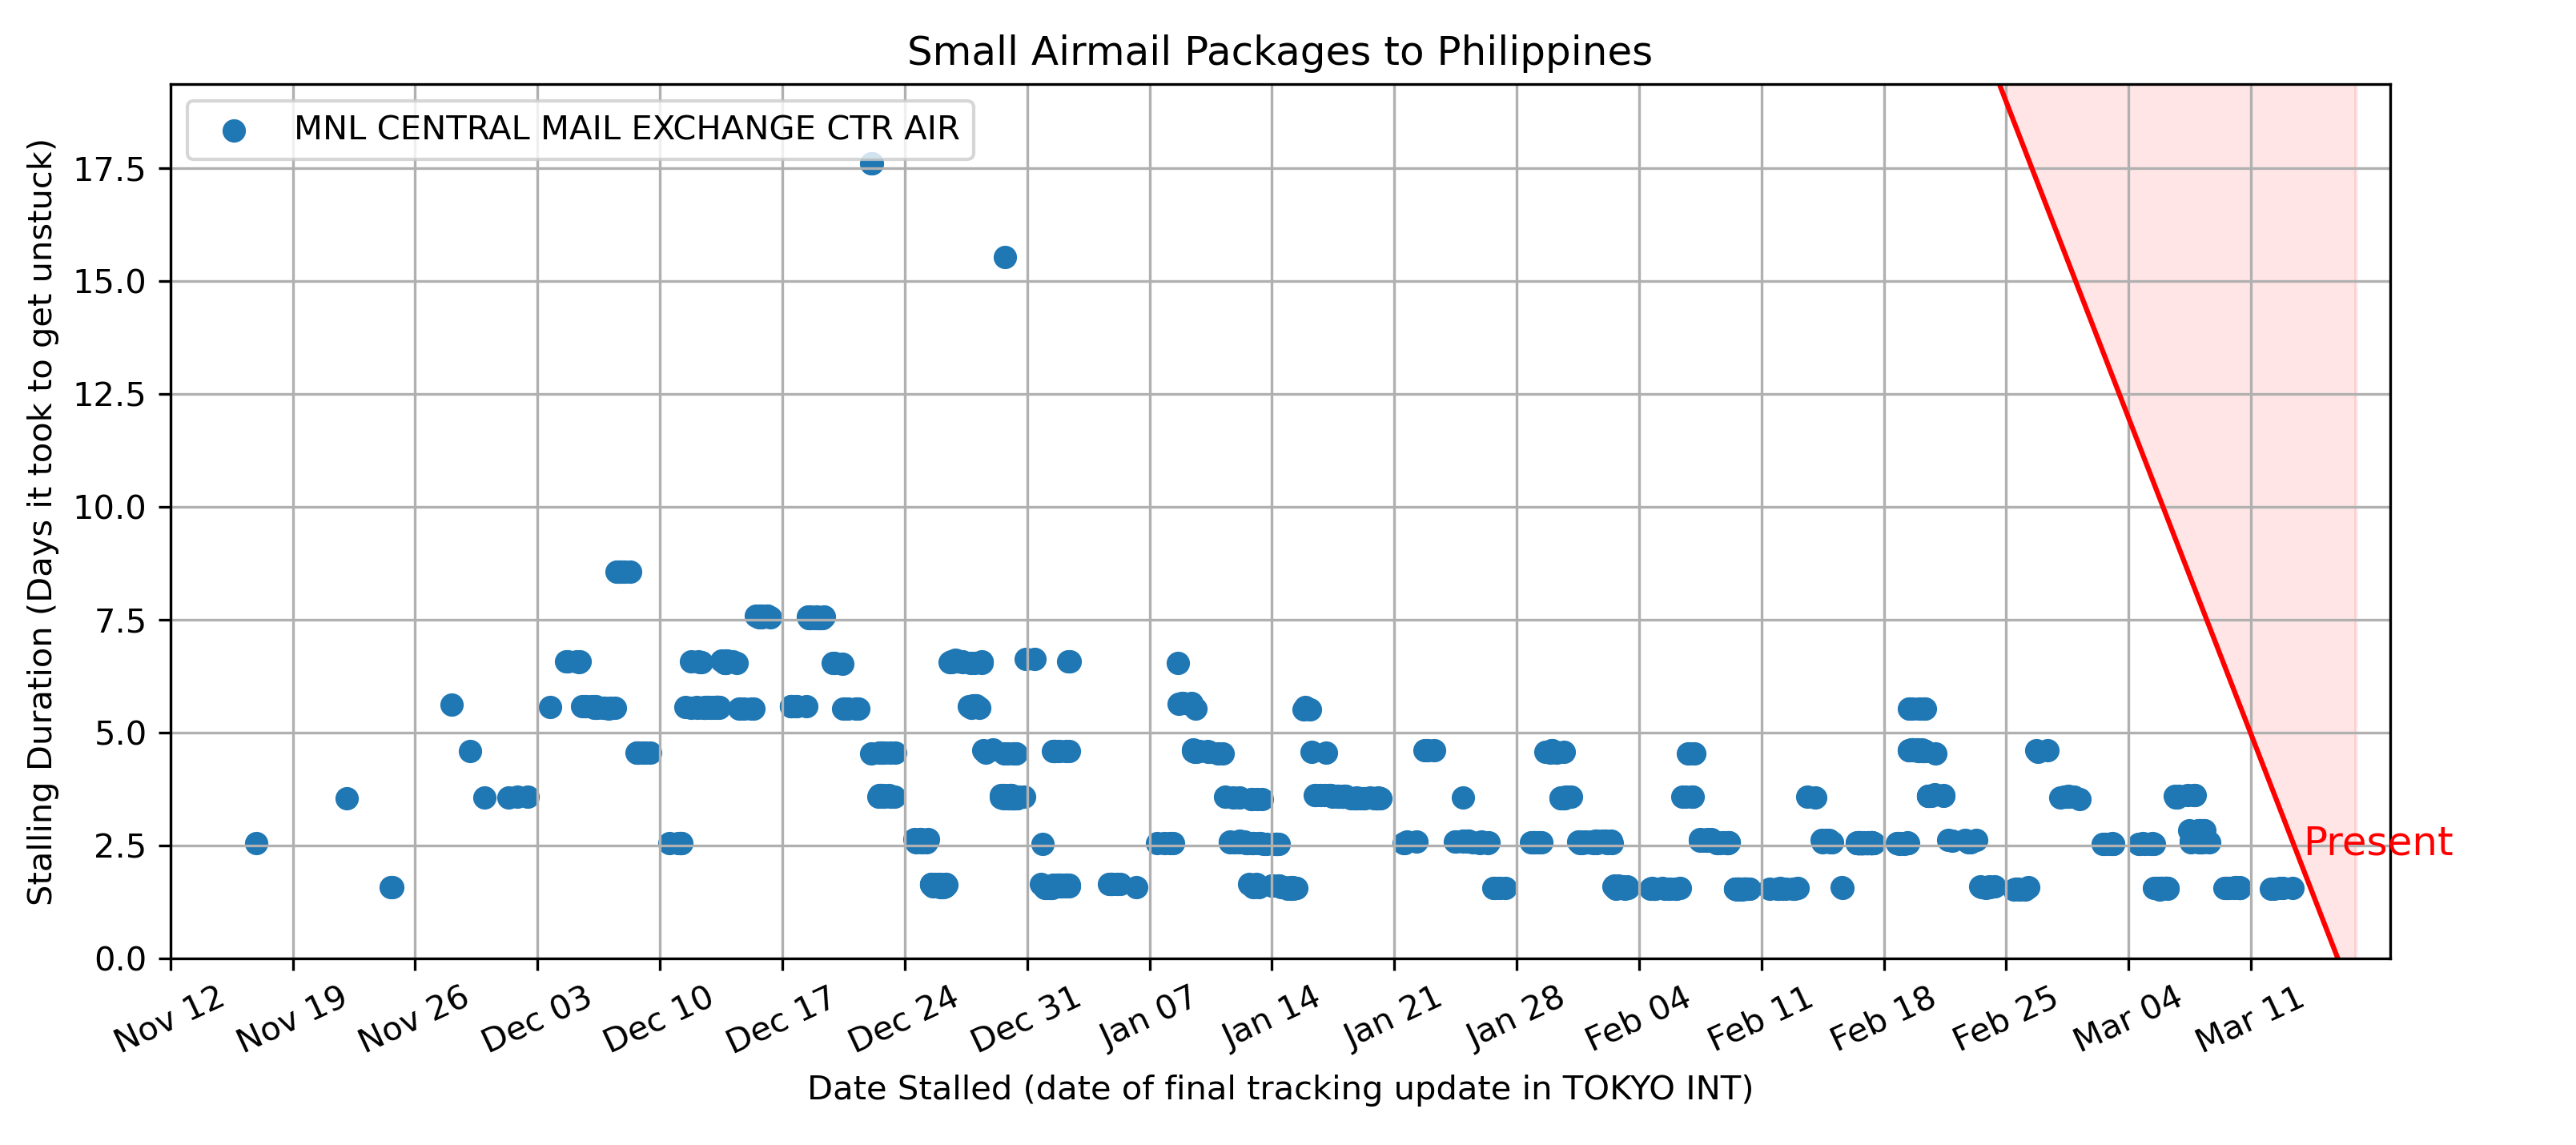 Small Airmail Packages to Philippines
MNL CENTRAL MAIL EXCHANGE CTR AIR
Stalling Duration (Days it took to get unstuck)
17.5
15.0
12.5
10.0
7.5
5.0
2.5
0.0
Present
Nov 12
Nov 19
Nov 26
Dec 03
Dec 10
Dec 17
Dec 24
Dec 31
Jan 07
Jan 14
Jan 21
Jan 28
Feb 04
Feb 11
Feb 18
Feb 25
Mar 04
Mar 11
Date Stalled (date of final tracking update in TOKYO INT)